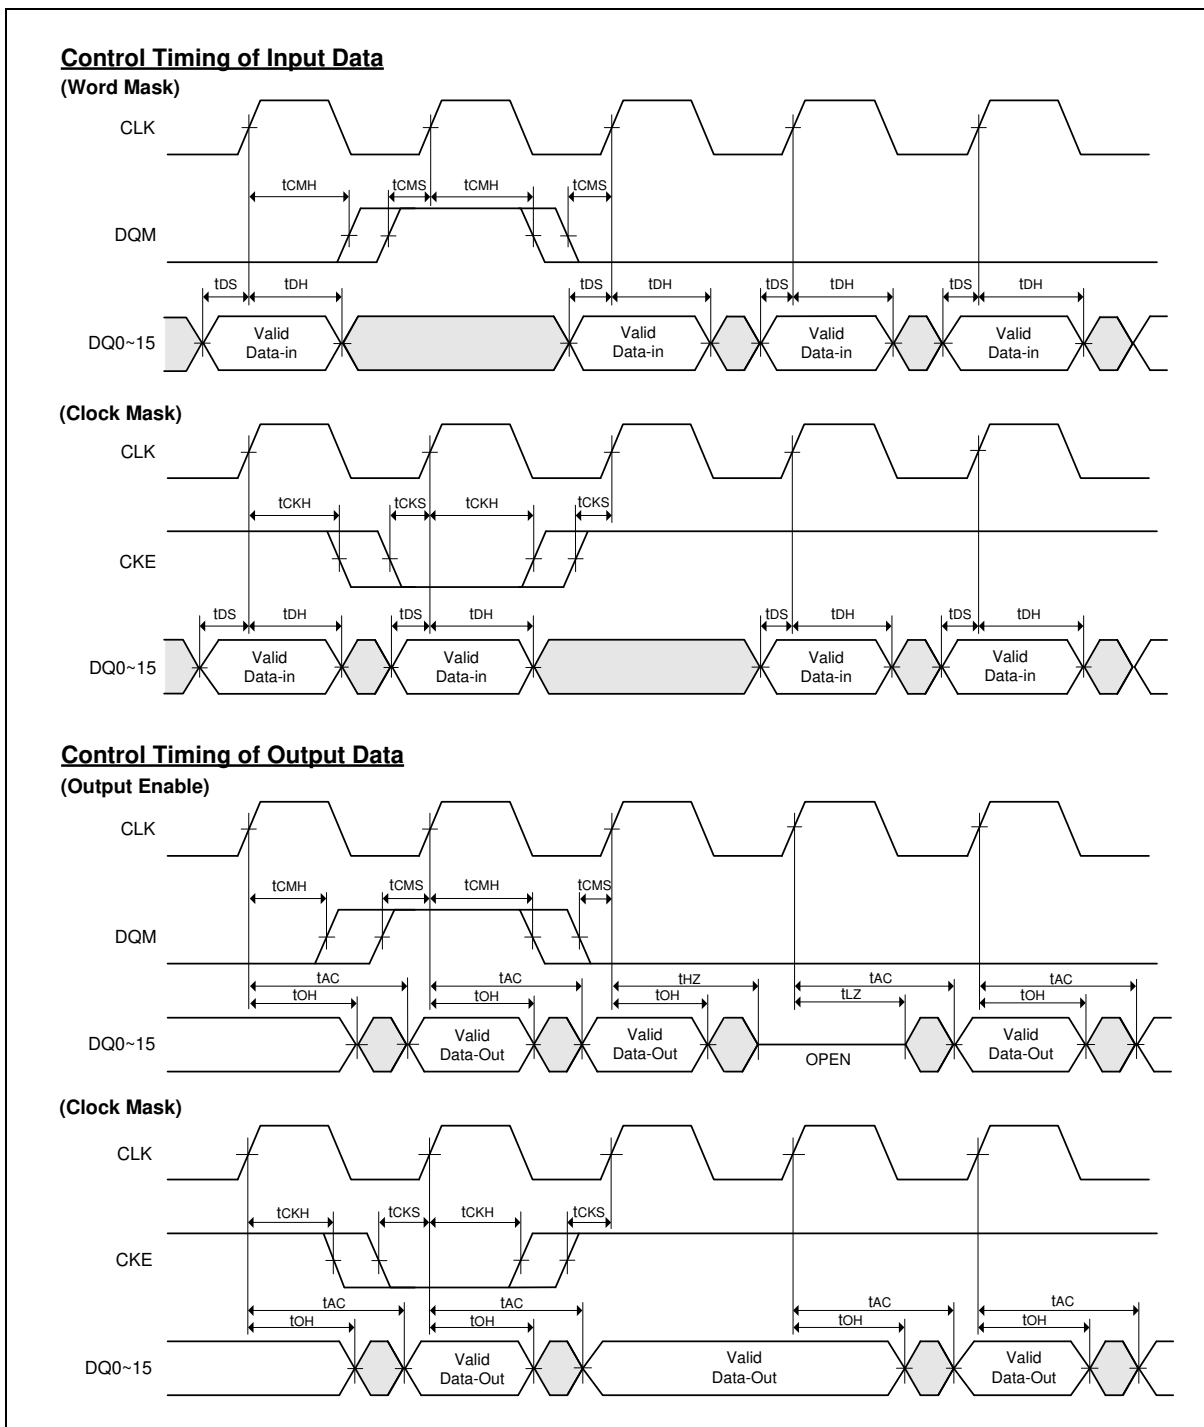 Control Timing of Input Data
(Word Mask)
CLK
tCMH tCMS tCMH tCMS
DQM
tDS tDH tDS tDH tDS tDH tDS tDH
DQ0~15
Valid Data-in
Valid Data-in
Valid Data-in
Valid Data-in
(Clock Mask)
CLK
tCKH tCKS tCKH tCKS
CKE
tDS tDH tDS tDH tDS tDH tDS tDH
DQ0~15
Valid Data-in
Valid Data-in
Valid Data-in
Valid Data-in
Control Timing of Output Data
(Output Enable)
CLK
tCMH tCMS tCMH tCMS
DQM
tAC tAC tHZ tAC tAC
tOH tOH tOH tLZ tOH
DQ0~15
Valid Data-Out
Valid Data-Out
OPEN
Valid Data-Out
(Clock Mask)
CLK
tCKH tCKS tCKH tCKS
CKE
tAC tAC tAC tAC
tOH tOH tOH tOH
DQ0~15
Valid Data-Out
Valid Data-Out
Valid Data-Out